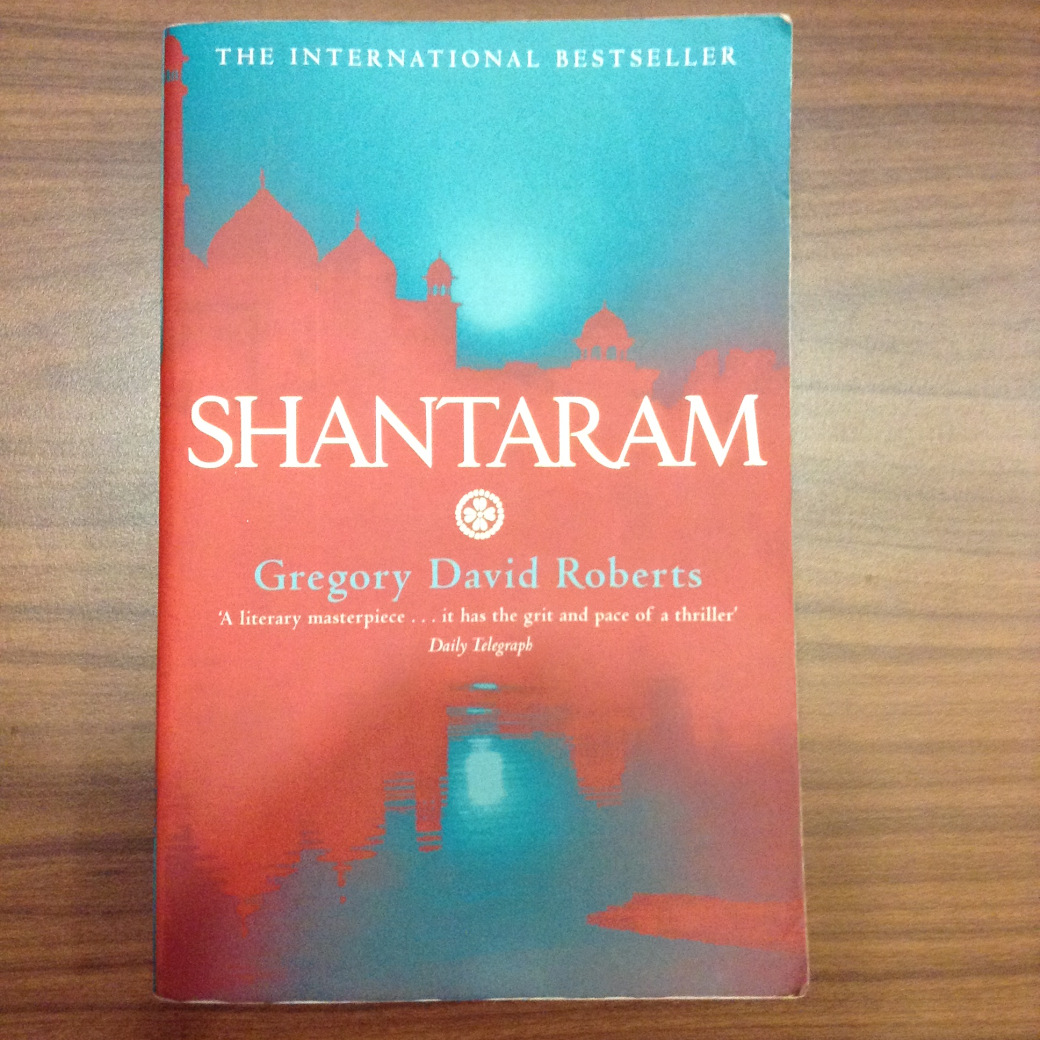 THE INTERNATIONAL BESTSELLER
SHANTARAM
Gregory David Roberts
‘A literary masterpiece . . . it has the grit and pace of a thriller’
Daily Telegraph